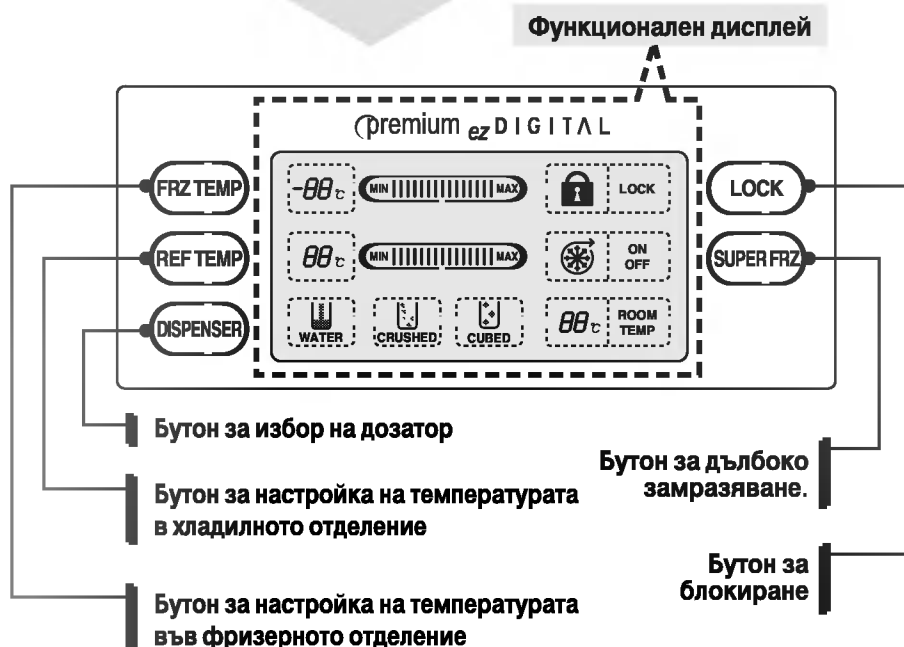 Функционален дисплей
premium ez DIGITAL
FRZ TEMP
-88 °C MIN MAX
LOCK
LOCK
REF TEMP
88 °C MIN MAX
ON
OFF
SUPER FRZ
DISPENSER
WATER
CRUSHED
CUBED
88 °C
ROOM
TEMP
Бутон за избор на дозатор
Бутон за настройка на температурата
в хладилното отделение
Бутон за настройка на температурата
във фризерното отделение
Бутон за дълбоко
замразяване.
Бутон за
блокиране